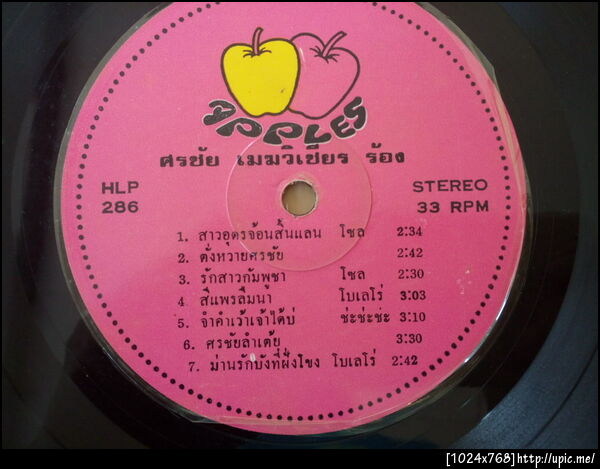 APPLES
ศรชัย เมฆวิเชียร ร้อง
HLP 286
STEREO 33 RPM
1. สาวอุดรจ้อนสิ้นแลน โซล 2:34
2. ตั่งหวายศรชัย 2:42
3. รักสาวกัมพูชา โซล 2:30
4 สีแพรลืมนา โบเลโร่ 3:03
5. จำคำเว้าเจ้าได้บ่ ช่ะช่ะช่ะ 3:10
6. ศรชัยลำเต้ย 3:30
7. ม่านรักบังที่ฝั่งโขง โบเลโร่ 2:42
[1024x768]http://upic.me/